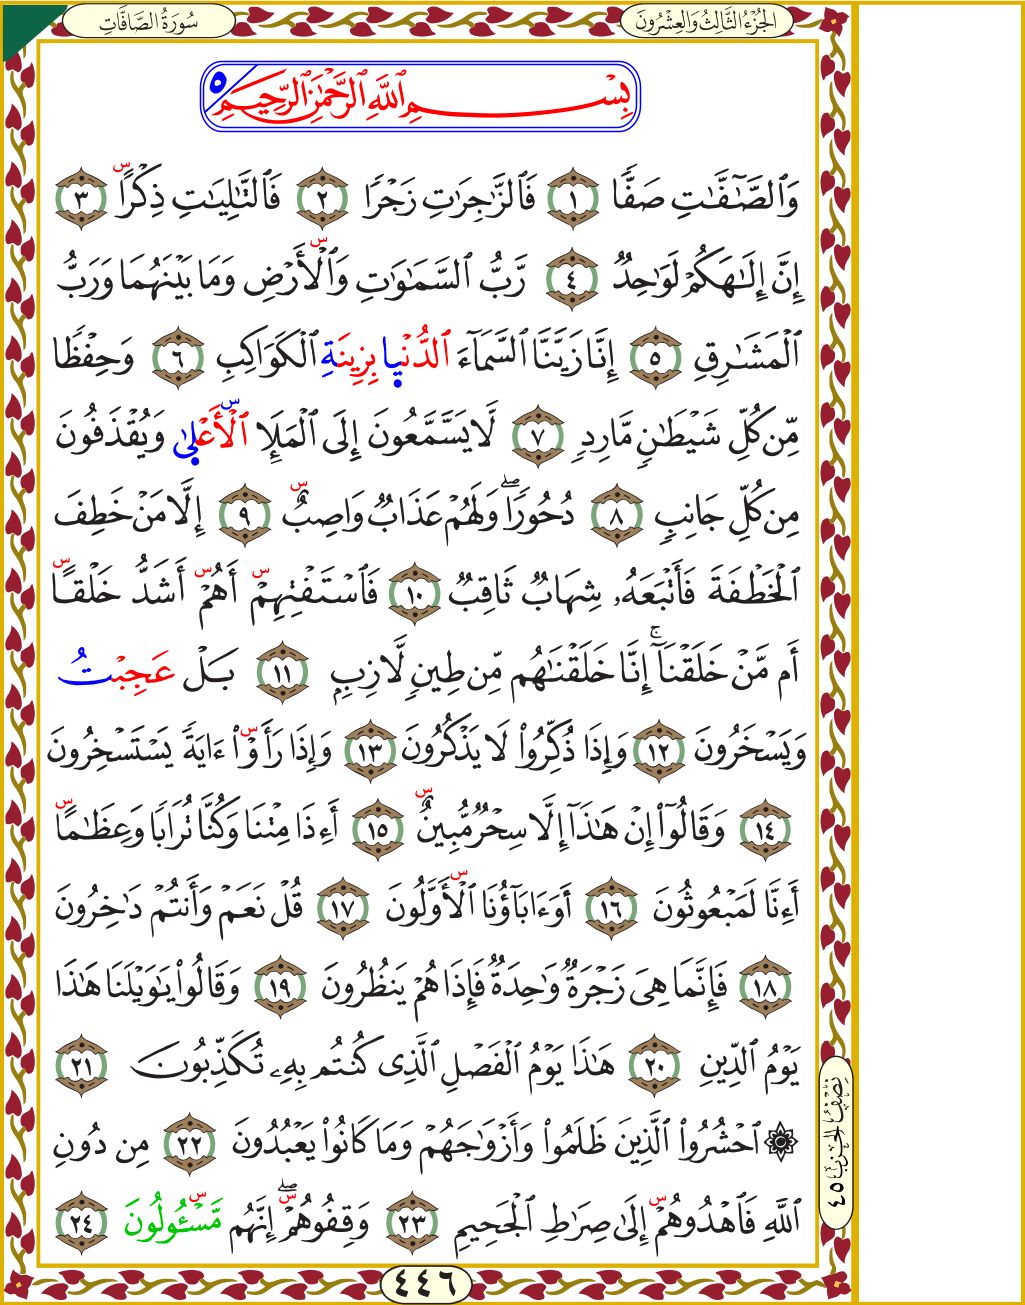 سُورَةُ الصَّافَّاتِ
الجُزْءُ الثَّالِثُ وَالعِشْرُونَ
بِسْمِ ٱللَّهِ ٱلرَّحْمَٰنِ ٱلرَّحِيمِ ٥
وَٱلصَّٰٓفَّٰتِ صَفّٗا ١ فَٱلزَّٰجِرَٰتِ زَجۡرٗا ٢ فَٱلتَّٰلِيَٰتِ ذِكۡرًا ٣
إِنَّ إِلَٰهَكُمۡ لَوَٰحِدٞ ٤ رَّبُّ ٱلسَّمَٰوَٰتِ وَٱلۡأَرۡضِ وَمَا بَيۡنَهُمَا وَرَبُّ
ٱلۡمَشَٰرِقِ ٥ إِنَّا زَيَّنَّا ٱلسَّمَآءَ ٱلدُّنۡيا بِزِينَةِ ٱلۡكَوَاكِبِ ٦ وَحِفۡظٗا
مِّن كُلِّ شَيۡطَٰنٖ مَّارِدٖ ٧ لَّا يَسَّمَّعُونَ إِلَى ٱلۡمَلَإِ ٱلۡأَعۡلىٰ وَيُقۡذَفُونَ
مِن كُلِّ جَانِبٖ ٨ دُحُورٗاۖ وَلَهُمۡ عَذَابٞ وَاصِبٌ ٩ إِلَّا مَنۡ خَطِفَ
ٱلۡخَطۡفَةَ فَأَتۡبَعَهُۥ شِهَابٞ ثَاقِبٞ ١٠ فَٱسۡتَفۡتِهِمۡ أَهُمۡ أَشَدُّ خَلۡقًا
أَم مَّنۡ خَلَقۡنَآۚ إِنَّا خَلَقۡنَٰهُم مِّن طِينٖ لَّازِبِۭ ١١ بَلۡ عَجِبۡتُ
وَيَسۡخَرُونَ ١٢ وَإِذَا ذُكِّرُواْ لَا يَذۡكُرُونَ ١٣ وَإِذَا رَأَوۡاْ ءَايَةٗ يَسۡتَسۡخِرُونَ
١٤ وَقَالُوٓاْ إِنۡ هَٰذَآ إِلَّا سِحۡرٞ مُّبِينٌ ١٥ أَءِذَا مِتۡنَا وَكُنَّا تُرَابٗا وَعِظَٰمًا
أَءِنَّا لَمَبۡعُوثُونَ ١٦ أَوَءَابَآؤُنَا ٱلۡأَوَّلُونَ ١٧ قُلۡ نَعَمۡ وَأَنتُمۡ دَٰخِرُونَ
١٨ فَإِنَّمَا هِيَ زَجۡرَةٞ وَٰحِدَةٞ فَإِذَا هُمۡ يَنظُرُونَ ١٩ وَقَالُواْ يَٰوَيۡلَنَا هَٰذَا
يَوۡمُ ٱلدِّينِ ٢٠ هَٰذَا يَوۡمُ ٱلۡفَصۡلِ ٱلَّذِي كُنتُم بِهِۦ تُكَذِّبُونَ ٢١
۞ ٱحۡشُرُواْ ٱلَّذِينَ ظَلَمُواْ وَأَزۡوَٰجَهُمۡ وَمَا كَانُواْ يَعۡبُدُونَ ٢٢ مِن دُونِ
ٱللَّهِ فَٱهۡدُوهُمۡ إِلَىٰ صِرَٰطِ ٱلۡجَحِيمِ ٢٣ وَقِفُوهُمۡۖ إِنَّهُم مَّسۡـُٔولُونَ ٢٤
نِصْفُ الحِزْبِ ٤٥
٤٤٦